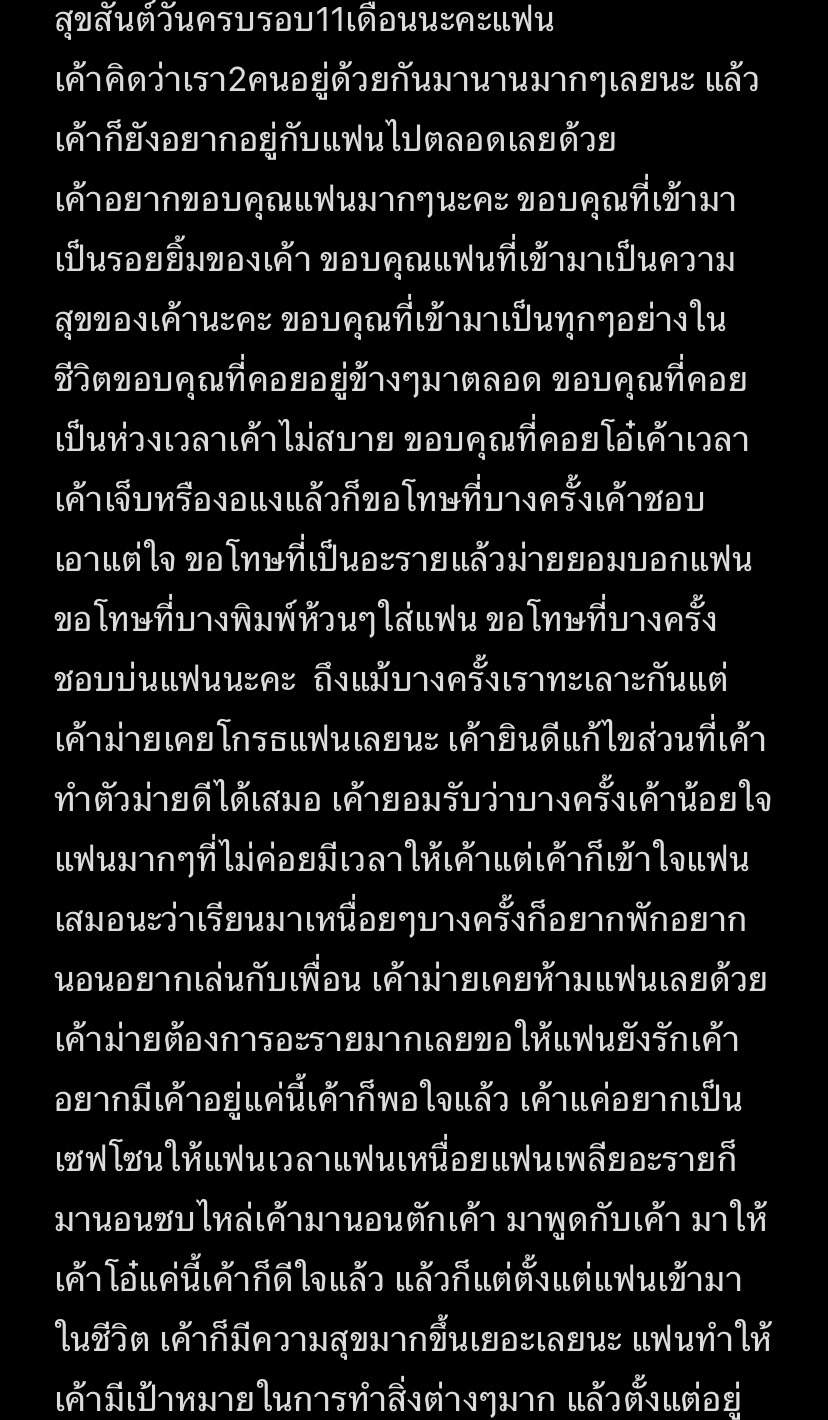 สุขสันต์วันครบรอบ11เดือนนะคะแฟน
เค้าคิดว่าเรา2คนอยู่ด้วยกันมานานมากๆเลยนะ แล้ว
เค้าก็ยังอยากอยู่กับแฟนไปตลอดเลยด้วย
เค้าอยากขอบคุณแฟนมากๆนะคะ ขอบคุณที่เข้ามา
เป็นรอยยิ้มของเค้า ขอบคุณแฟนที่เข้ามาเป็นความ
สุขของเค้านะคะ ขอบคุณที่เข้ามาเป็นทุกๆอย่างใน
ชีวิตขอบคุณที่คอยอยู่ข้างๆมาตลอด ขอบคุณที่คอย
เป็นห่วงเวลาเค้าไม่สบาย ขอบคุณที่คอยโอ๋เค้าเวลา
เค้าเจ็บหรืองอแงแล้วก็ขอโทษที่บางครั้งเค้าชอบ
เอาแต่ใจ ขอโทษที่เป็นอะรายแล้วม่ายยอมบอกแฟน
ขอโทษที่บางพิมพ์ห้วนๆใส่แฟน ขอโทษที่บางครั้ง
ชอบบ่นแฟนนะคะ  ถึงแม้บางครั้งเราทะเลาะกันแต่
เค้าม่ายเคยโกรธแฟนเลยนะ เค้ายินดีแก้ไขส่วนที่เค้า
ทำตัวม่ายดีได้เสมอ เค้ายอมรับว่าบางครั้งเค้าน้อยใจ
แฟนมากๆที่ไม่ค่อยมีเวลาให้เค้าแต่เค้าก็เข้าใจแฟน
เสมอนะว่าเรียนมาเหนื่อยๆบางครั้งก็อยากพักอยาก
นอนอยากเล่นกับเพื่อน เค้าม่ายเคยห้ามแฟนเลยด้วย
เค้าม่ายต้องการอะรายมากเลยขอให้แฟนยังรักเค้า
อยากมีเค้าอยู่แค่นี้เค้าก็พอใจแล้ว เค้าแค่อยากเป็น
เซฟโซนให้แฟนเวลาแฟนเหนื่อยแฟนเพลียอะรายก็
มานอนซบไหล่เค้ามานอนตักเค้า มาพูดกับเค้า มาให้
เค้าโอ๋แค่นี้เค้าก็ดีใจแล้ว แล้วก็แต่ตั้งแต่แฟนเข้ามา
ในชีวิต เค้าก็มีความสุขมากขึ้นเยอะเลยนะ แฟนทำให้
เค้ามีเป้าหมายในการทำสิ่งต่างๆมาก แล้วตั้งแต่อยู่